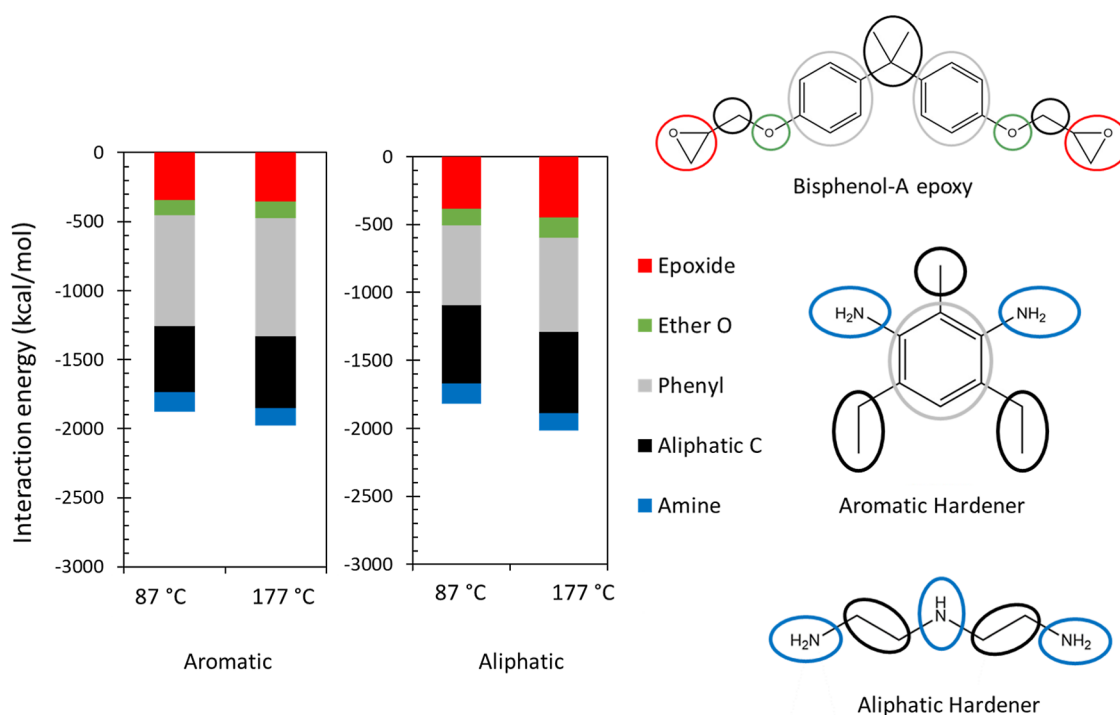 Interaction energy (kcal/mol)
0
-500
-1000
-1500
-2000
-2500
-3000
87 °C
177 °C
Aromatic
0
-500
-1000
-1500
-2000
-2500
-3000
87 °C
177 °C
Aliphatic
Epoxide
Ether O
Phenyl
Aliphatic C
Amine
O
O
O
O
Bisphenol-A epoxy
H2N
NH2
Aromatic Hardener
H2N
H
N
NH2
Aliphatic Hardener